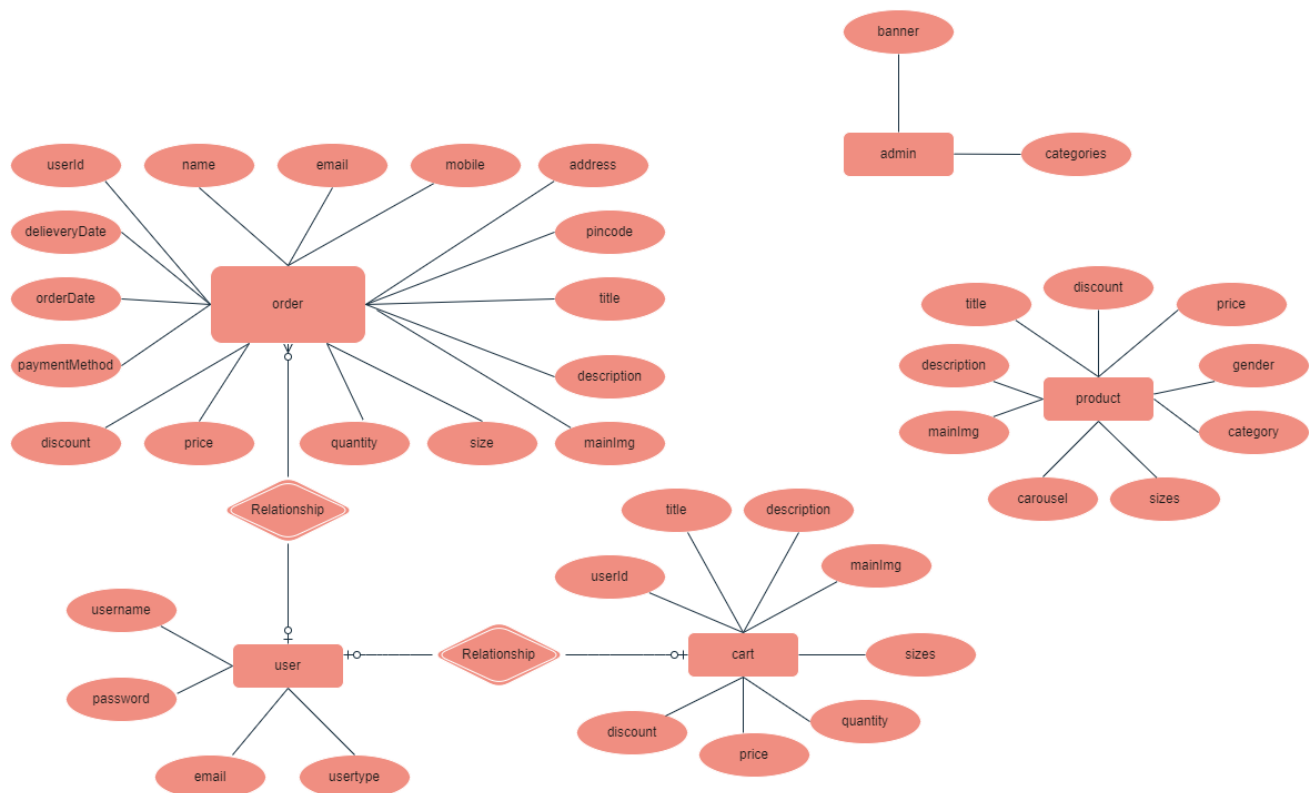 banner
admin
categories
userId
name
email
mobile
address
delieveryDate
pincode
orderDate
order
title
paymentMethod
description
discount
price
quantity
size
mainImg
discount
title
price
description
gender
product
mainImg
category
carousel
sizes
Relationship
title
description
userId
mainImg
username
user
Relationship
cart
sizes
password
discount
quantity
price
email
usertype